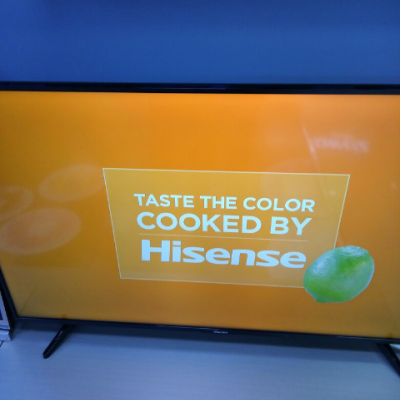 TASTE THE COLOR
COOKED BY
Hisense